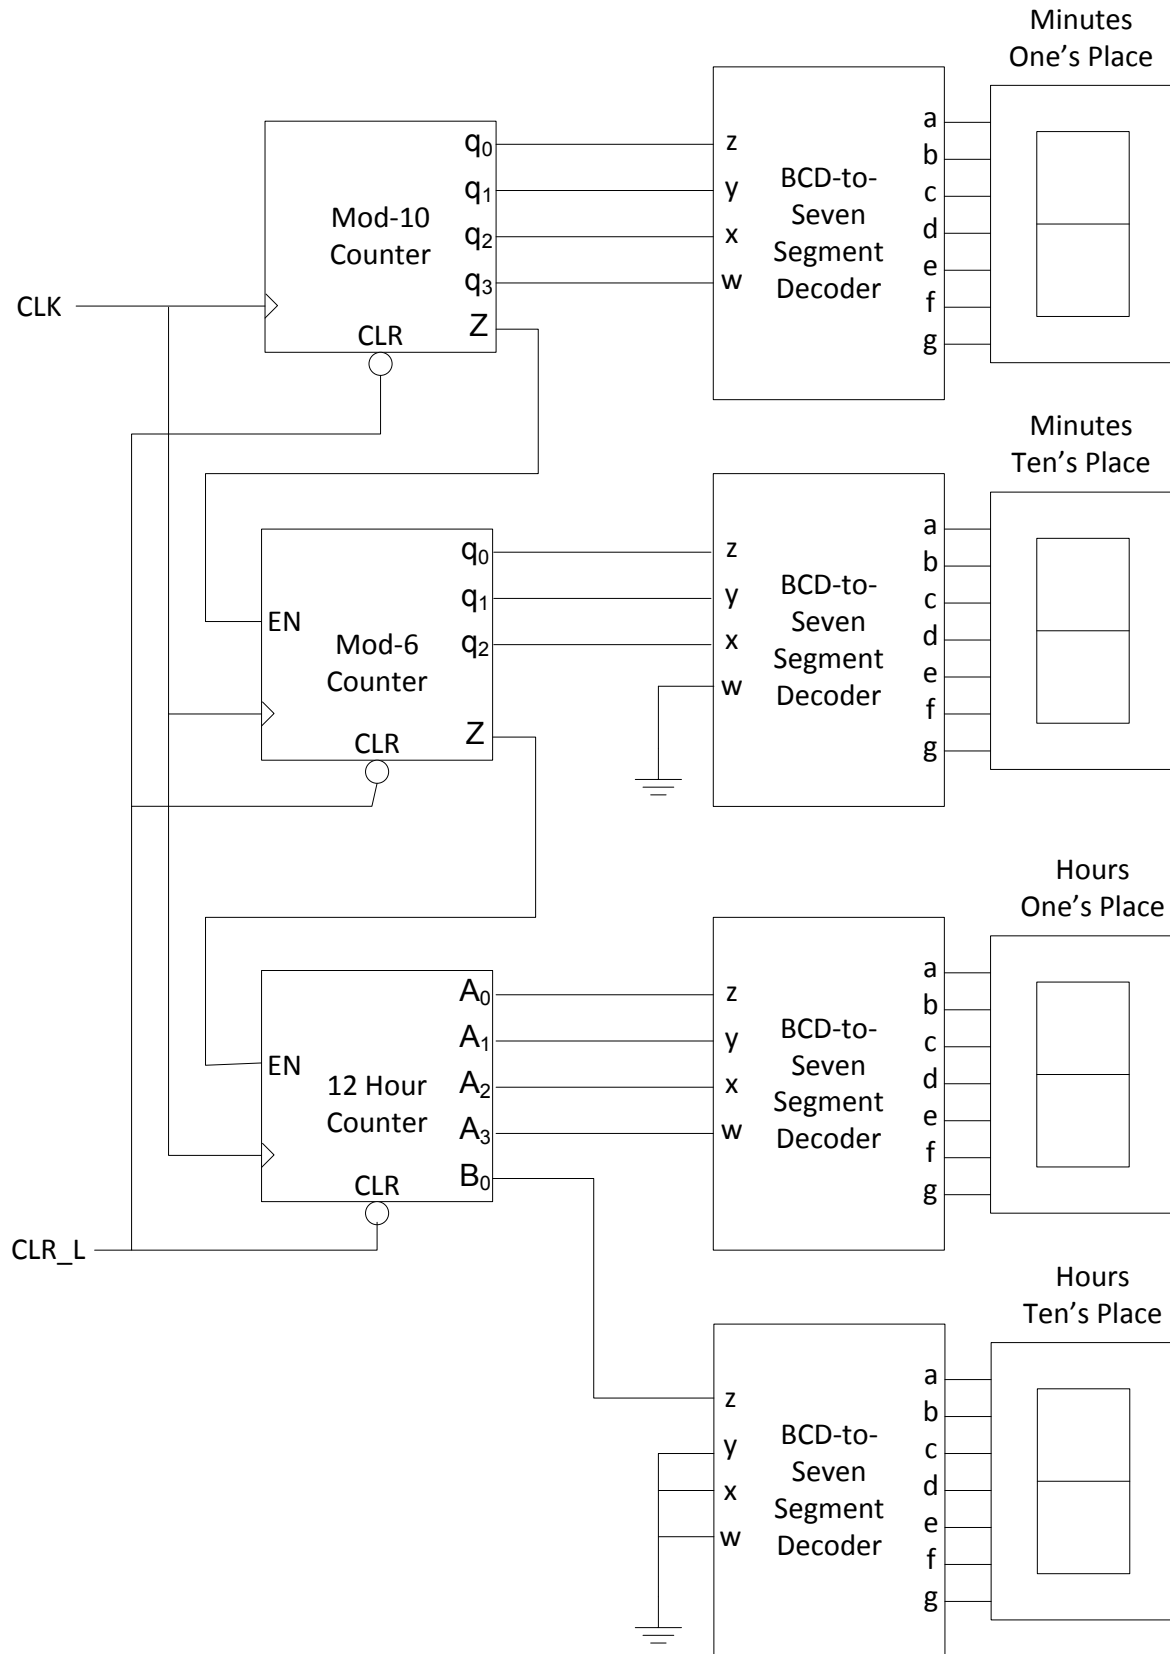 Minutes
One's Place
q0
q1
q2
q3
Z
Mod-10
Counter
CLR
CLK
z
y
x
w
BCD-to-
Seven
Segment
Decoder
a
b
c
d
e
f
g
Minutes
Ten's Place
EN
Mod-6
Counter
CLR
q0
q1
q2
Z
z
y
x
w
BCD-to-
Seven
Segment
Decoder
a
b
c
d
e
f
g
Hours
One's Place
EN
12 Hour
Counter
CLR
A0
A1
A2
A3
B0
CLR_L
z
y
x
w
BCD-to-
Seven
Segment
Decoder
a
b
c
d
e
f
g
Hours
Ten's Place
z
y
x
w
BCD-to-
Seven
Segment
Decoder
a
b
c
d
e
f
g